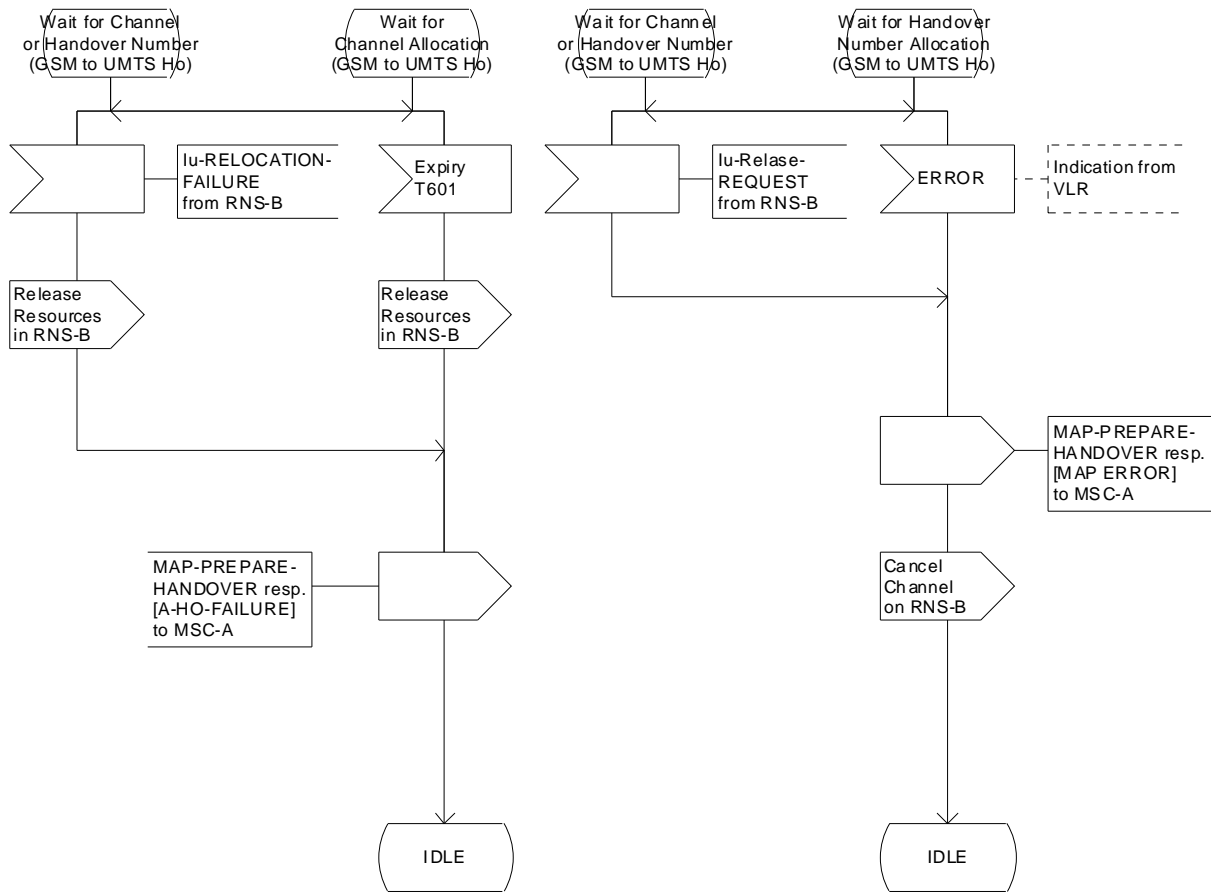 Wait for Channel
or Handover Number
(GSM to UMTS Ho)
Wait for
Channel Allocation
(GSM to UMTS Ho)
Wait for Channel
or Handover Number
(GSM to UMTS Ho)
Wait for Handover
Number Allocation
(GSM to UMTS Ho)
Iu-RELOCATION-
FAILURE
from RNS-B
Expiry
T601
Iu-Relase-
REQUEST
from RNS-B
ERROR
Indication from
VLR
Release
Resources
in RNS-B
Release
Resources
in RNS-B
MAP-PREPARE-
HANDOVER resp.
[MAP ERROR]
to MSC-A
MAP-PREPARE-
HANDOVER resp.
[A-HO-FAILURE]
to MSC-A
Cancel
Channel
on RNS-B
IDLE
IDLE